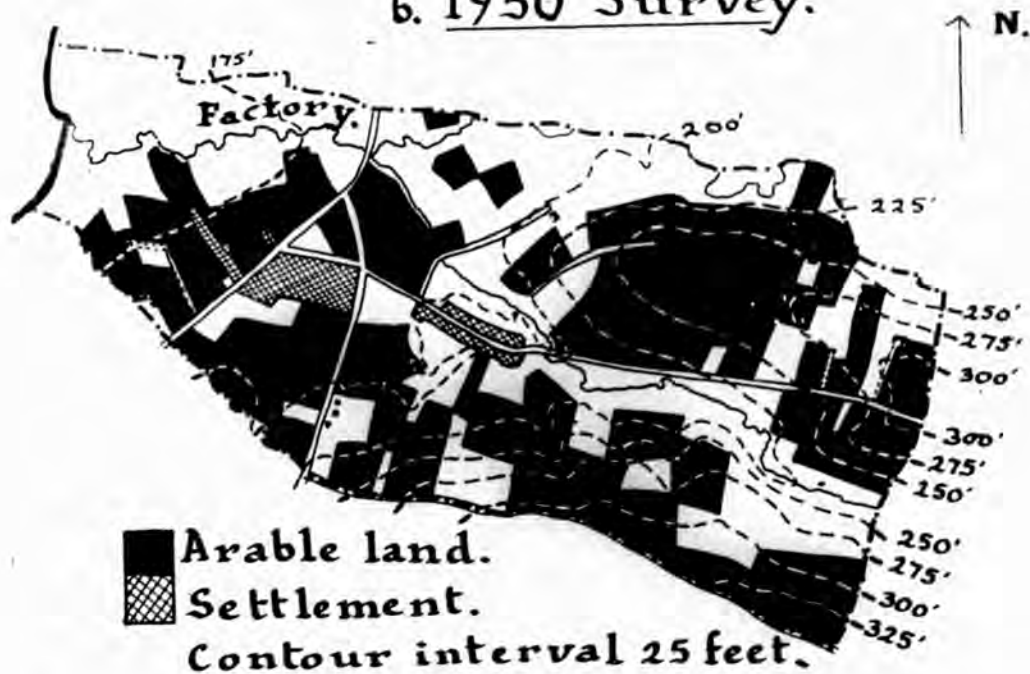 b. 1950 Survey.
N.
175'
Factory.
200'
225'
250'
275'
300'
300'
275'
250'
250'
275'
300'
325'
Arable land.
Settlement.
Contour interval 25 feet.